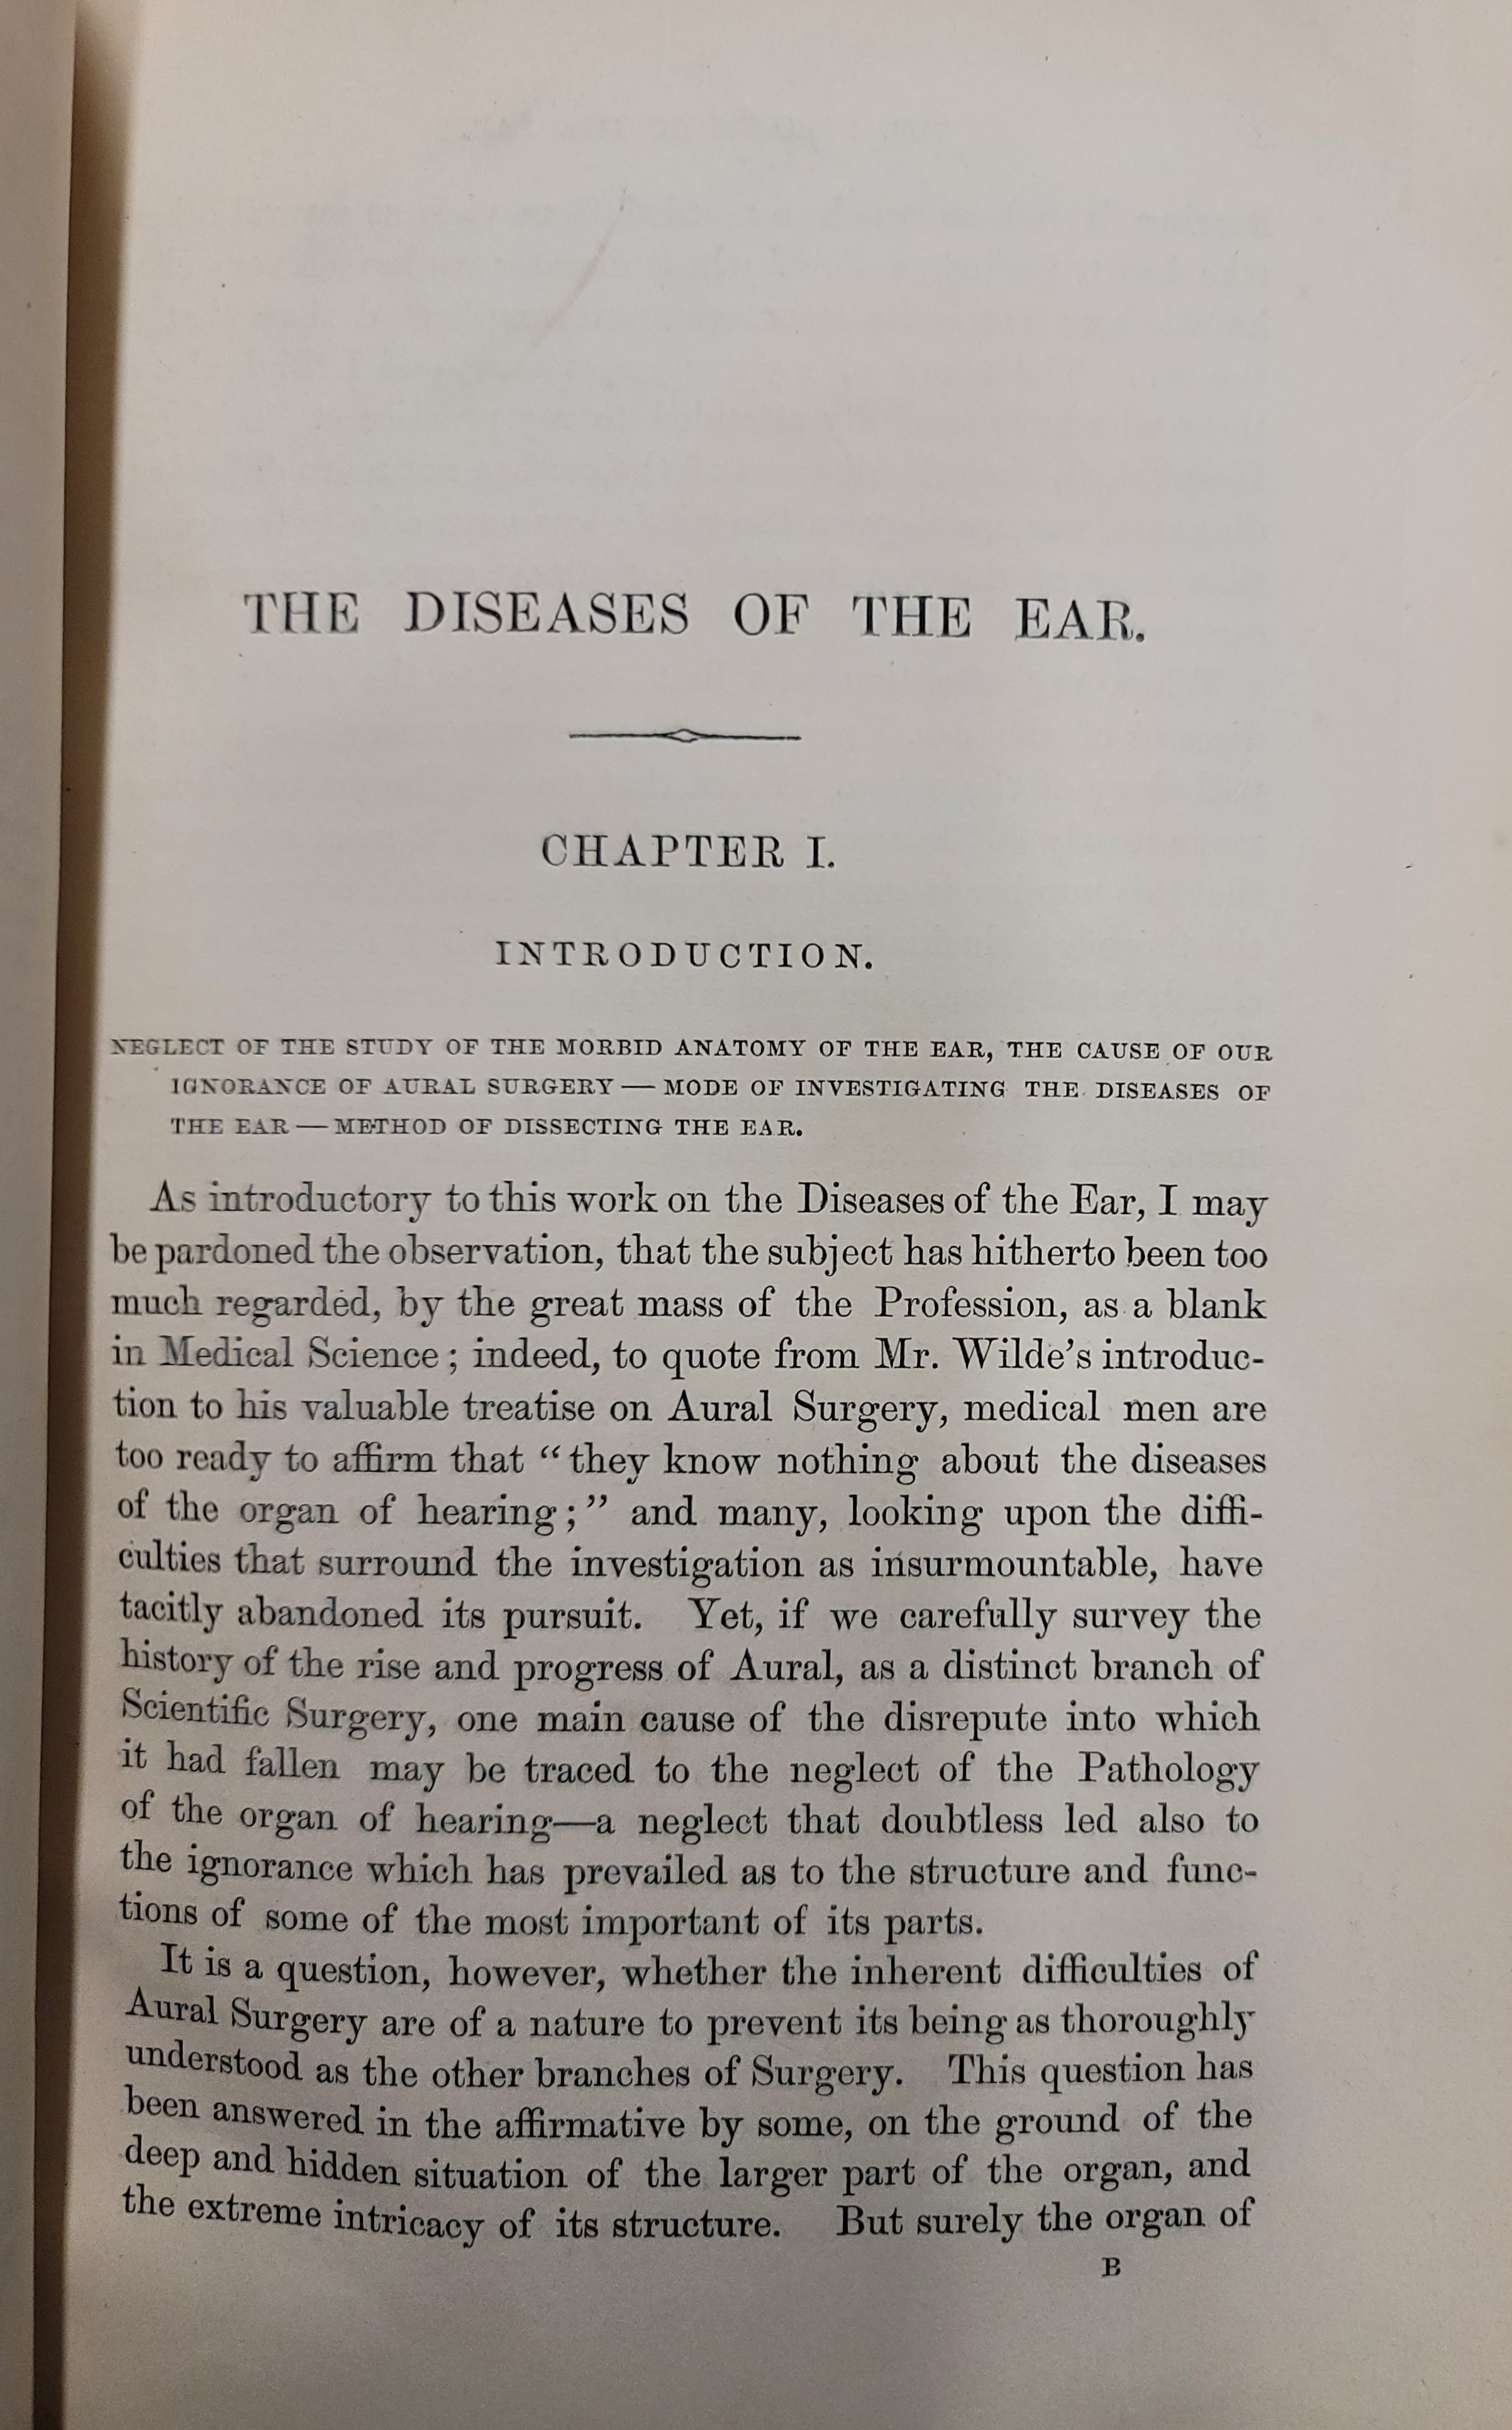 THE DISEASES OF THE EAR.
CHAPTER I.
INTRODUCTION.
NEGLECT OF THE STUDY OF THE MORBID ANATOMY OF THE EAR, THE CAUSE OF OUR
IGNORANCE OF AURAL SURGERY — MODE OF INVESTIGATING THE DISEASES OF
THE EAR — METHOD OF DISSECTING THE EAR.
As introductory to this work on the Diseases of the Ear, I may
be pardoned the observation, that the subject has hitherto been too
much regarded, by the great mass of the Profession, as a blank
in Medical Science; indeed, to quote from Mr. Wilde's introduc-
tion to his valuable treatise on Aural Surgery, medical men are
too ready to affirm that “they know nothing about the diseases
of the organ of hearing;” and many, looking upon the diffi-
culties that surround the investigation as insurmountable, have
tacitly abandoned its pursuit. Yet, if we carefully survey the
history of the rise and progress of Aural, as a distinct branch of
Scientific Surgery, one main cause of the disrepute into which
it had fallen may be traced to the neglect of the Pathology
of the organ of hearing—a neglect that doubtless led also to
the ignorance which has prevailed as to the structure and func-
tions of some of the most important of its parts.
It is a question, however, whether the inherent difficulties of
Aural Surgery are of a nature to prevent its being as thoroughly
understood as the other branches of Surgery. This question has
been answered in the affirmative by some, on the ground of the
deep and hidden situation of the larger part of the organ, and
the extreme intricacy of its structure. But surely the organ of
B